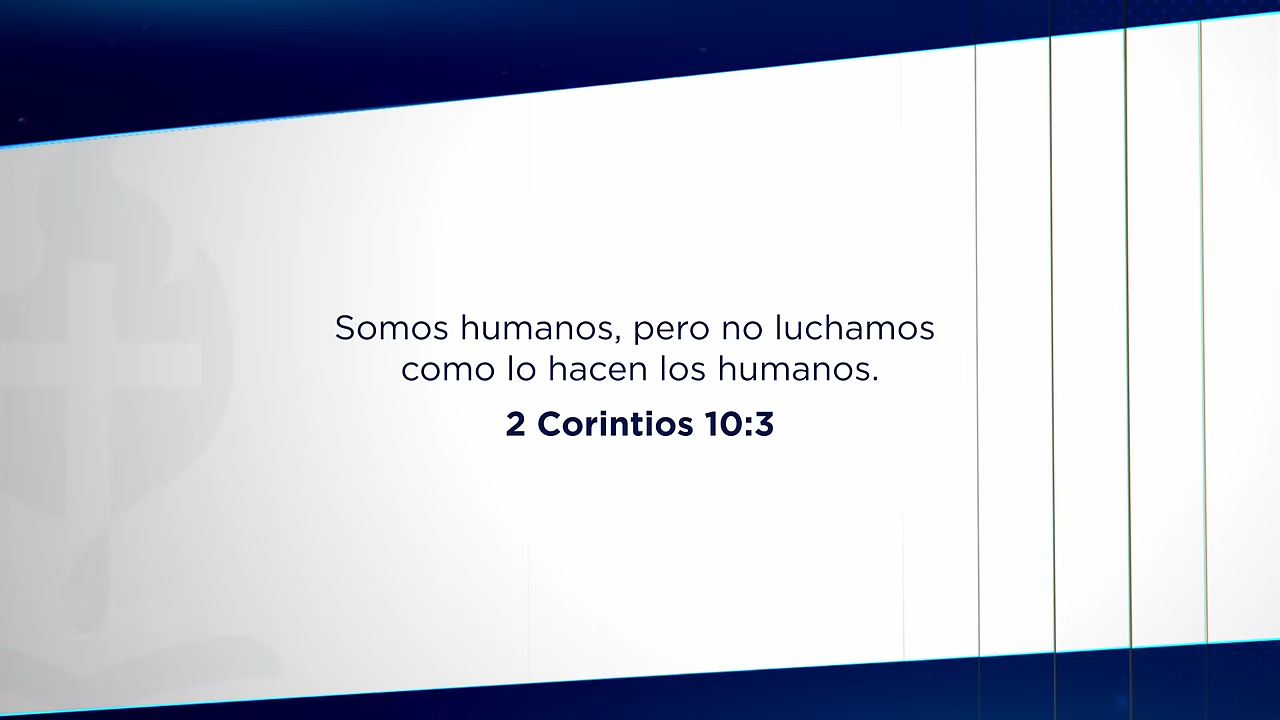 Somos humanos, pero no luchamos
como lo hacen los humanos.
2 Corintios 10:3